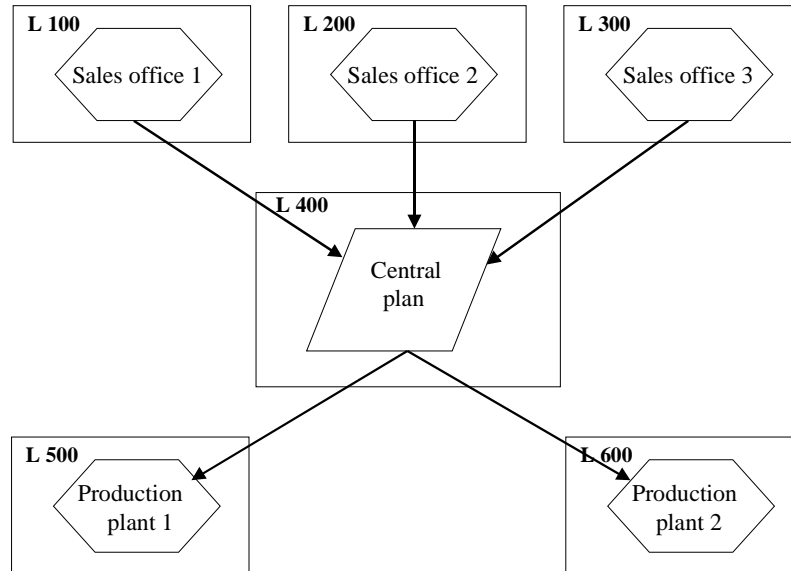 L 100
Sales office 1
L 200
Sales office 2
L 300
Sales office 3
L 400
Central
plan
L 500
Production
plant 1
L 600
Production
plant 2